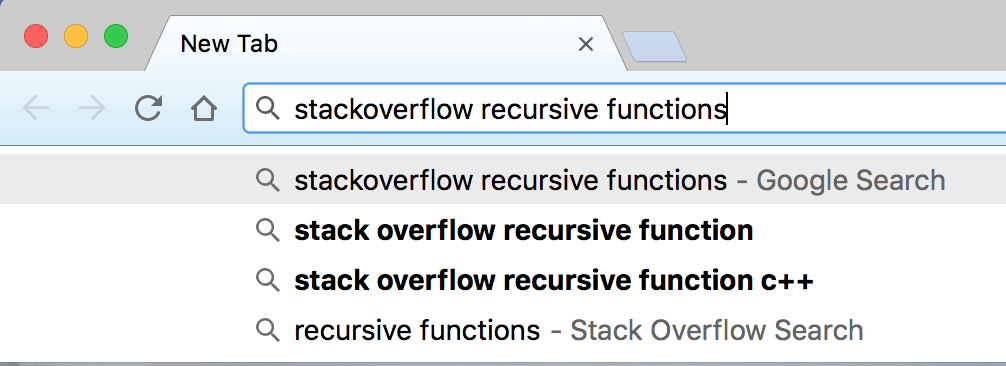 New Tab
stackoverflow recursive functions
stackoverflow recursive functions - Google Search
stack overflow recursive function
stack overflow recursive function c++
recursive functions - Stack Overflow Search